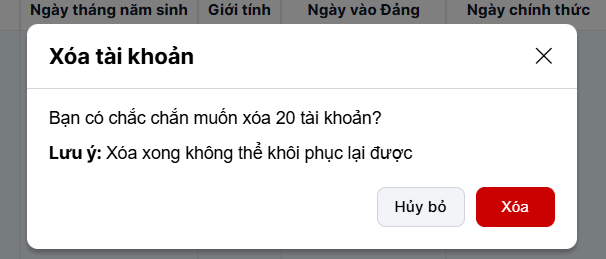 Ngày tháng năm sinh Giới tính Ngày vào Đảng Ngày chính thức
Xóa tài khoản
Bạn có chắc chắn muốn xóa 20 tài khoản?
Lưu ý: Xóa xong không thể khôi phục lại được
Hủy bỏ Xóa